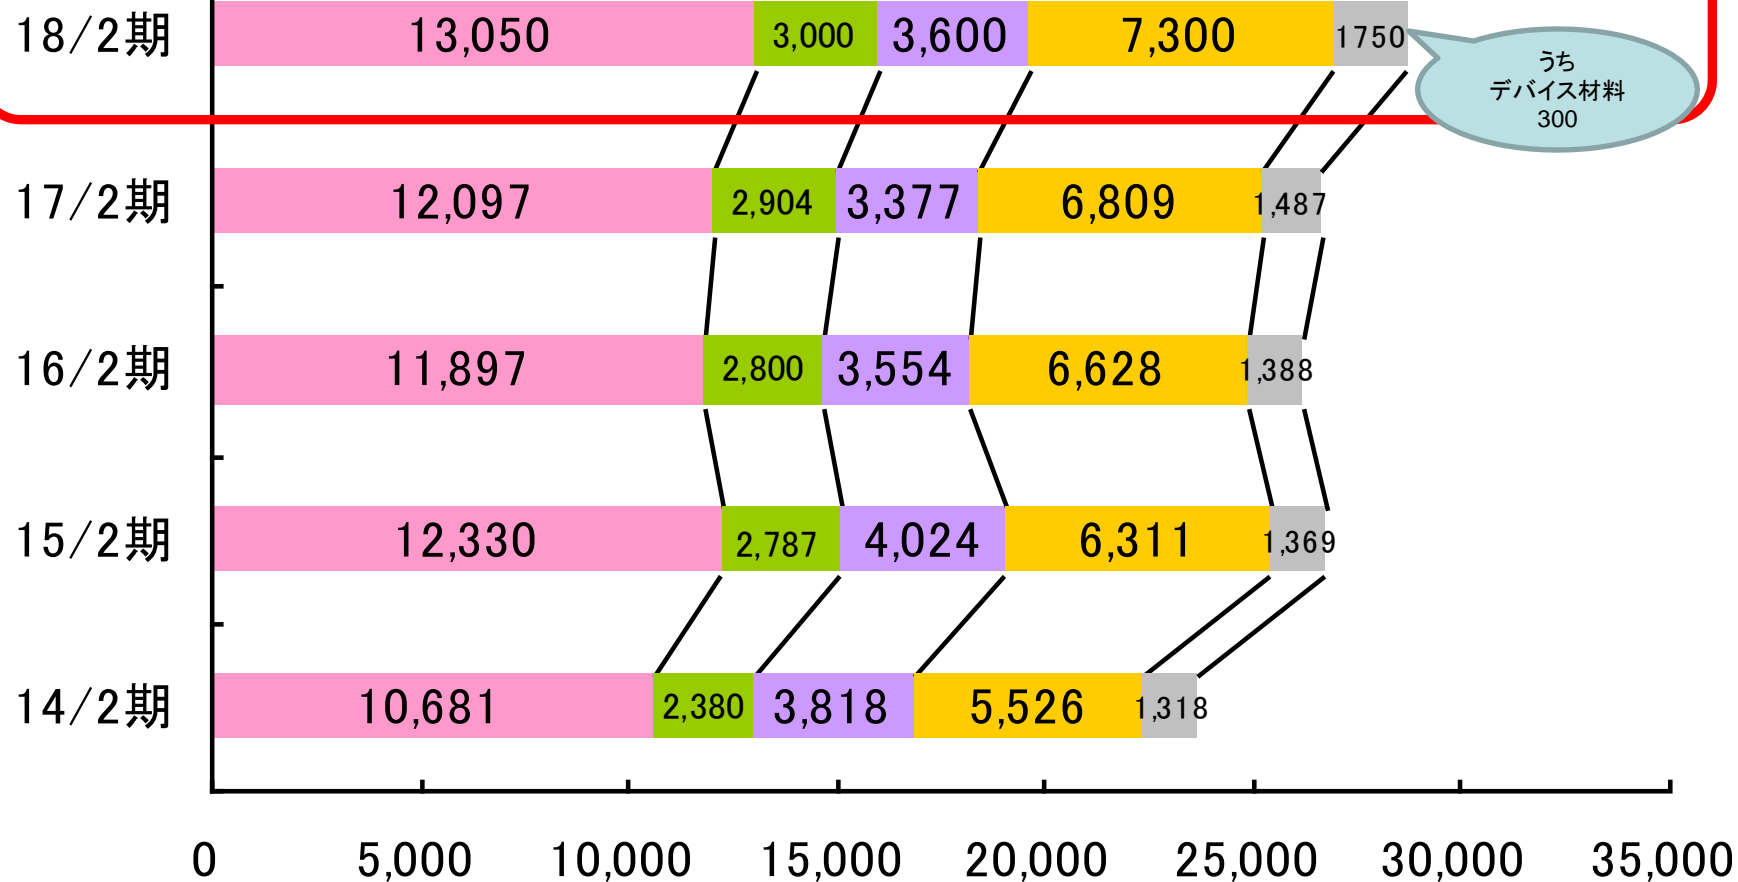 18/2期 13,050 3,000 3,600 7,300 1750
うち
デバイス材料
300
17/2期 12,097 2,904 3,377 6,809 1,487
16/2期 11,897 2,800 3,554 6,628 1,388
15/2期 12,330 2,787 4,024 6,311 1,369
14/2期 10,681 2,380 3,818 5,526 1,318
0 5,000 10,000 15,000 20,000 25,000 30,000 35,000